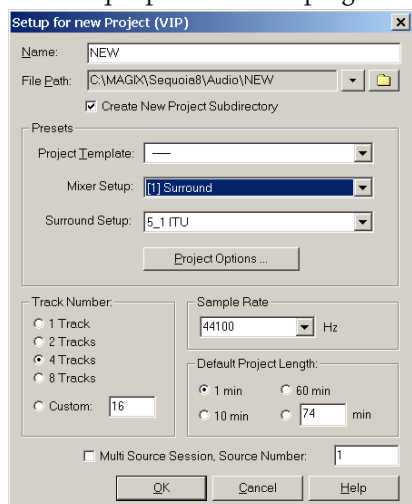 Setup for new Project (VIP)
Name: NEW
File Path: C:\MAGIX\Sequoia8\Audio\NEW
Create New Project Subdirectory
Presets
Project Template: ----
Mixer Setup: [1] Surround
Surround Setup: 5_1 ITU
Project Options ...
Track Number:
1 Track
2 Tracks
4 Tracks
8 Tracks
Custom: 16
Sample Rate
44100 Hz
Default Project Length:
1 min 60 min
10 min 74 min
Multi Source Session, Source Number: 1
OK Cancel Help